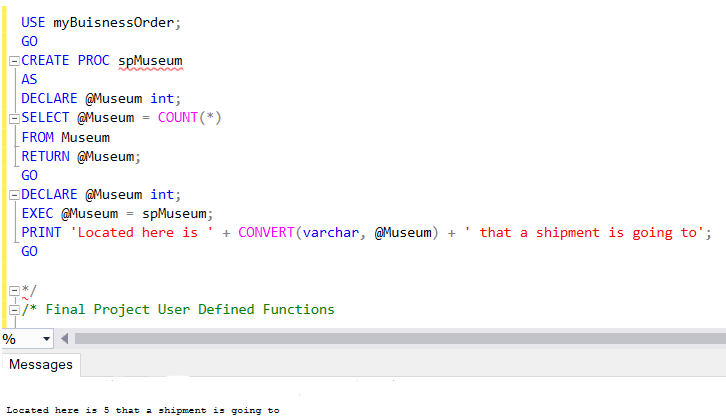 USE myBuisnessOrder;
GO
CREATE PROC spMuseum
AS
DECLARE @Museum int;
SELECT @Museum = COUNT(*)
FROM Museum
RETURN @Museum;
GO
DECLARE @Museum int;
EXEC @Museum = spMuseum;
PRINT 'Located here is ' + CONVERT(varchar, @Museum) + ' that a shipment is going to';
GO
*/
/* Final Project User Defined Functions
%
Messages
Located here is 5 that a shipment is going to